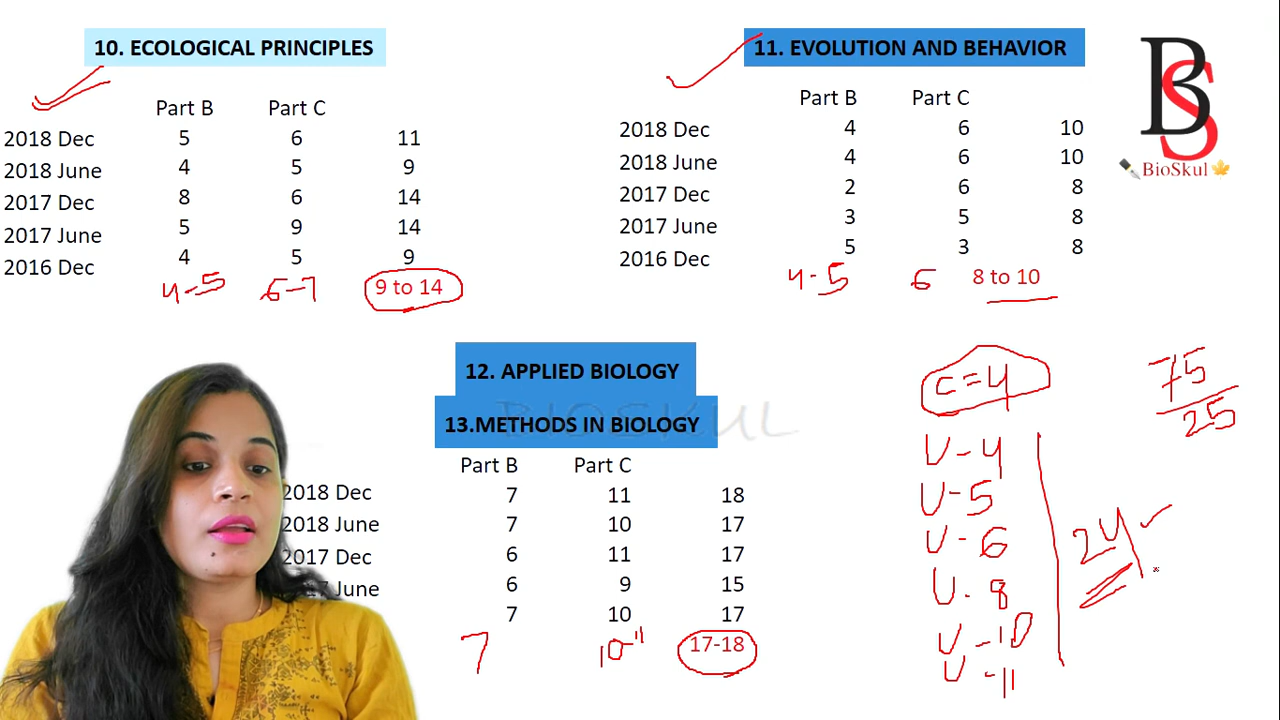 10. ECOLOGICAL PRINCIPLES
Part B Part C
2018 Dec 5 6 11
2018 June 4 5 9
2017 Dec 8 6 14
2017 June 5 9 14
2016 Dec 4 5 9
4-5 6-7 9 to 14
11. EVOLUTION AND BEHAVIOR
Part B Part C
2018 Dec 4 6 10
2018 June 4 6 10
2017 Dec 2 6 8
2017 June 3 5 8
2016 Dec 5 3 8
4-5 6 8 to 10
BS
BioSkul
12. APPLIED BIOLOGY
BIOSKUL
13.METHODS IN BIOLOGY
Part B Part C
2018 Dec 7 11 18
2018 June 7 10 17
2017 Dec 6 11 17
June 6 9 15
7 10 17
7 10-11 17-18
C=4
U-4
U-5
U-6
U-8
U-10
U-11
24
75
25